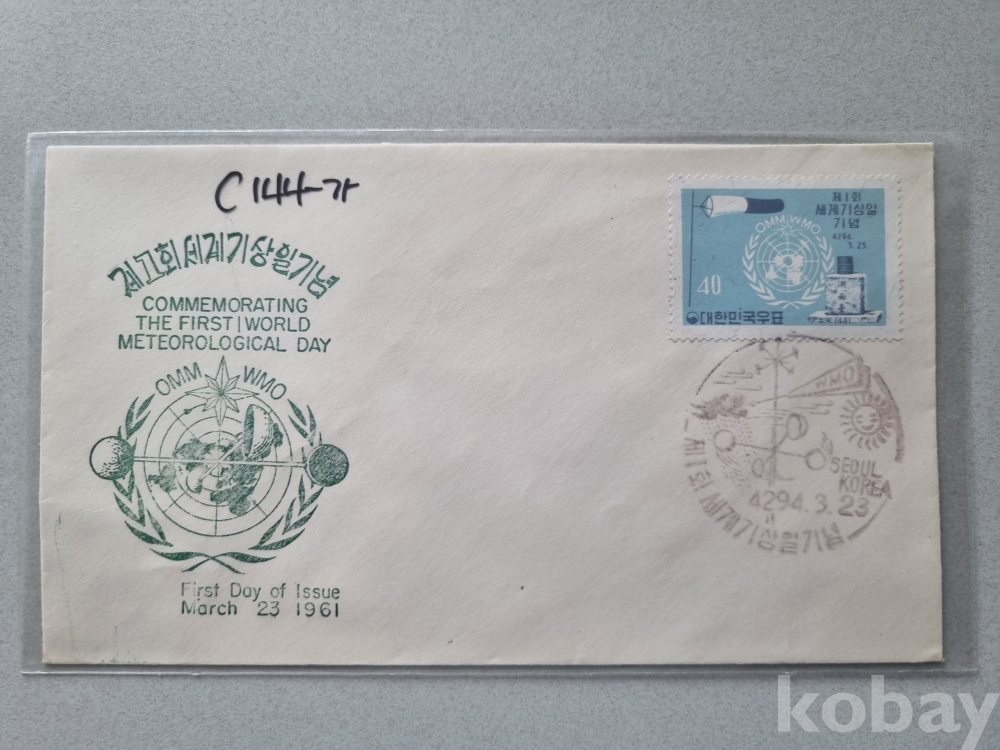 C144-가
제1회 세계기상일기념
COMMEMORATING
THE FIRST WORLD
METEOROLOGICAL DAY
OMM WMO
First Day of Issue
March 23 1961
제1회
세계기상일
기념
4294.
3.23
OMM WMO
40
대한민국우표
WMO
SEOUL
KOREA
4294.3.23
제1회 세계기상일기념
kobay